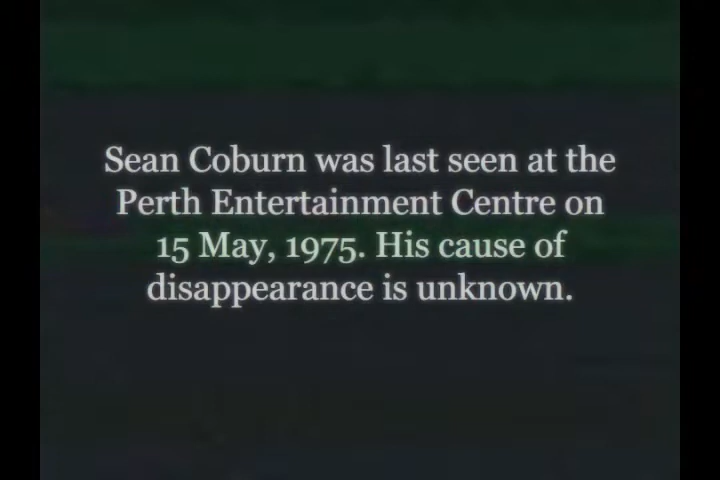 Sean Coburn was last seen at the
Perth Entertainment Centre on
15 May, 1975. His cause of
disappearance is unknown.